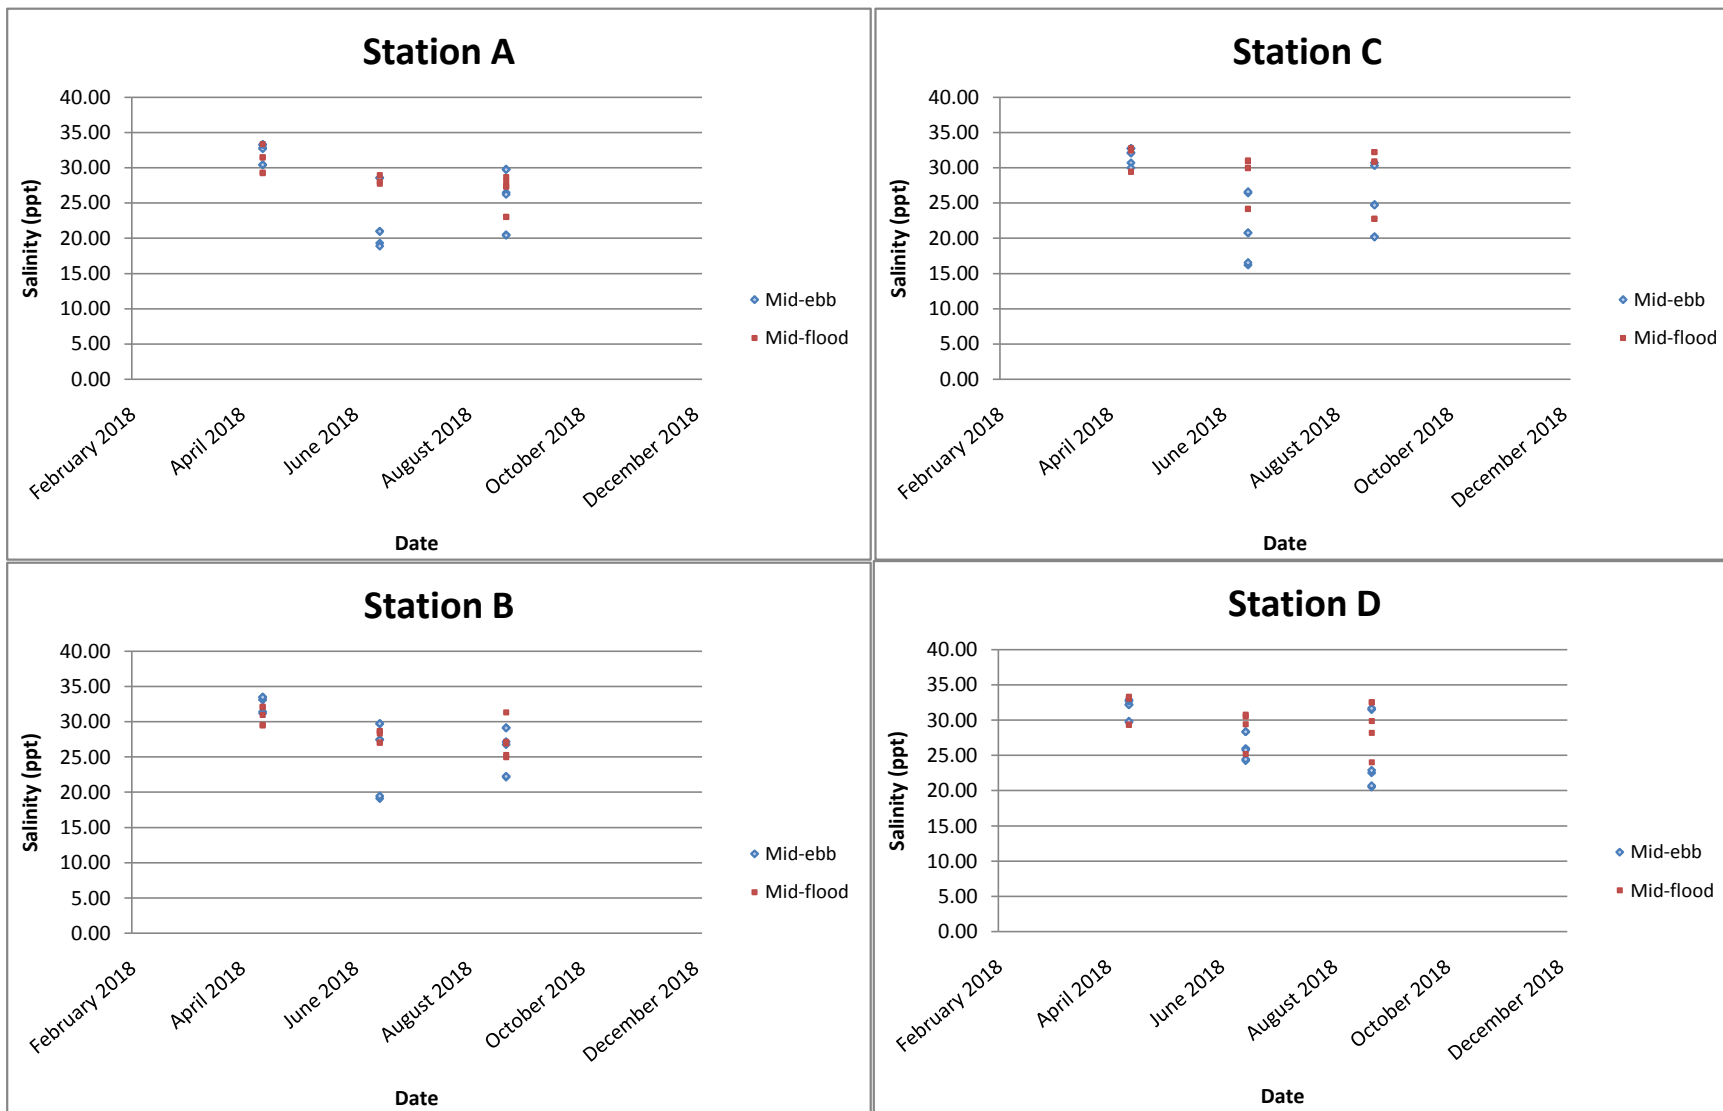 Station A
40.00
35.00
30.00
25.00
20.00
15.00
10.00
5.00
0.00
Salinity (ppt)
February 2018
April 2018
June 2018
August 2018
October 2018
December 2018
Date
Mid-ebb
Mid-flood
Station C
40.00
35.00
30.00
25.00
20.00
15.00
10.00
5.00
0.00
Salinity (ppt)
February 2018
April 2018
June 2018
August 2018
October 2018
December 2018
Date
Mid-ebb
Mid-flood
Station B
40.00
35.00
30.00
25.00
20.00
15.00
10.00
5.00
0.00
Salinity (ppt)
February 2018
April 2018
June 2018
August 2018
October 2018
December 2018
Date
Mid-ebb
Mid-flood
Station D
40.00
35.00
30.00
25.00
20.00
15.00
10.00
5.00
0.00
Salinity (ppt)
February 2018
April 2018
June 2018
August 2018
October 2018
December 2018
Date
Mid-ebb
Mid-flood